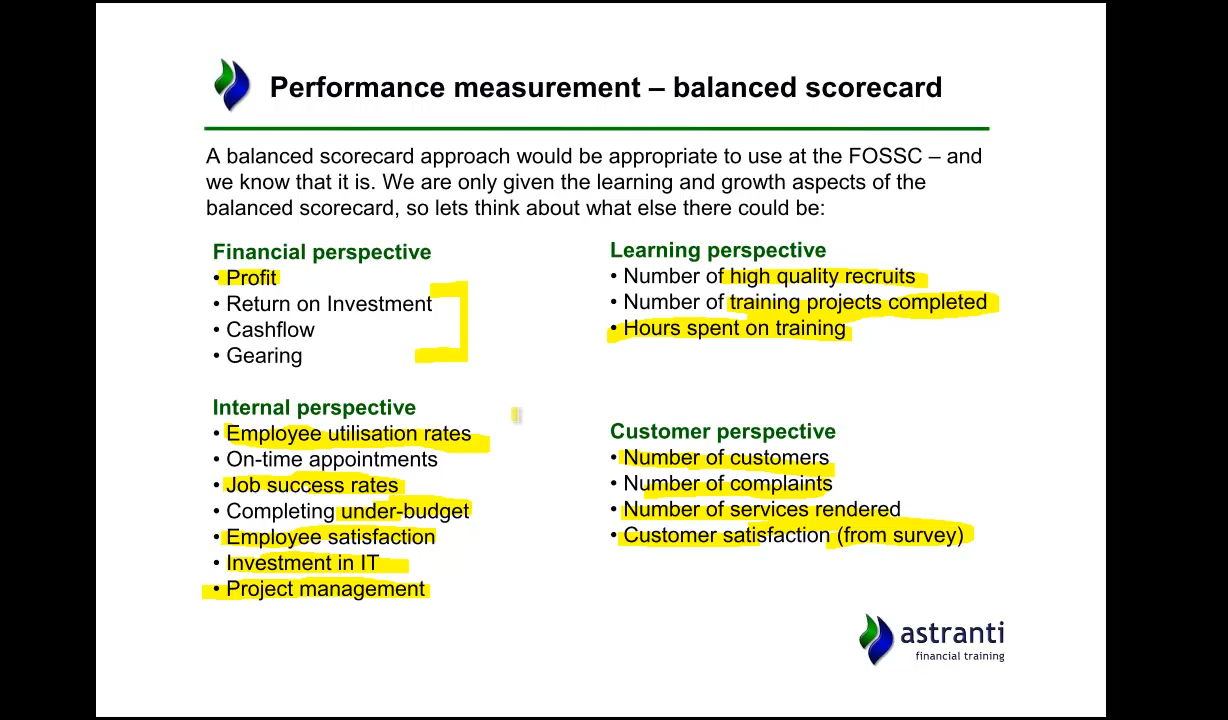 Performance measurement – balanced scorecard
A balanced scorecard approach would be appropriate to use at the FOSSC – and
we know that it is. We are only given the learning and growth aspects of the
balanced scorecard, so lets think about what else there could be:
Financial perspective
• Profit
• Return on Investment
• Cashflow
• Gearing
Learning perspective
• Number of high quality recruits
• Number of training projects completed
• Hours spent on training
Internal perspective
• Employee utilisation rates
• On-time appointments
• Job success rates
• Completing under-budget
• Employee satisfaction
• Investment in IT
• Project management
Customer perspective
• Number of customers
• Number of complaints
• Number of services rendered
• Customer satisfaction (from survey)
astranti
financial training